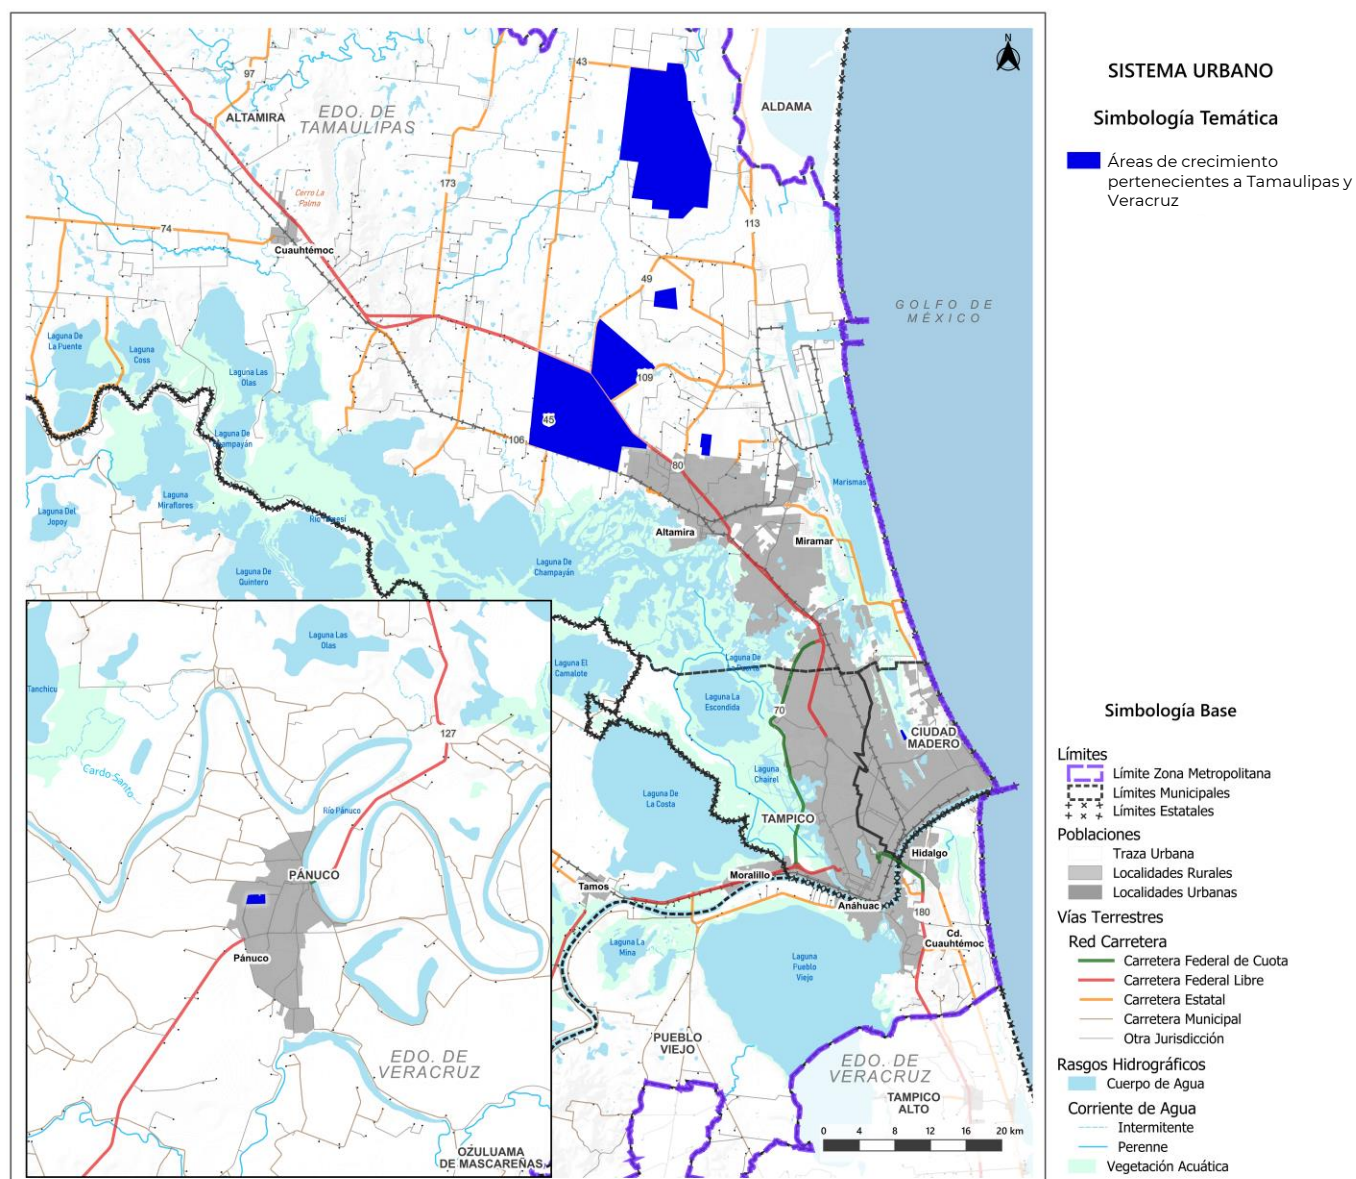 N
97
43
ALTAMIRA
EDO. DE
TAMAULIPAS
ALDAMA
173
Cerro La
Palma
113
74
Cuauhtémoc
49
GOLFO DE
MÉXICO
Laguna De
La Fuente
Laguna
Coss
Laguna Las
Olas
109
45
106
Laguna De
Champayán
80
Marismas
Laguna
Miraflores
Laguna Del
Jopoy
Altamira
Miramar
Laguna De
Quintero
Laguna De
Champayán
Laguna Las
Olas
Laguna El
Camalote
Laguna La
Escondida
Tanchicu
70
CIUDAD
MADERO
127
Cardo Santo
Río Pánuco
Laguna
Chairel
Laguna De
La Costa
TAMPICO
Hidalgo
PÁNUCO
Moralillo
Tamos
Anáhuac
180
Cd.
Cuauhtémoc
Laguna La
Mina
Laguna
Pueblo
Viejo
Pánuco
PUEBLO
VIEJO
EDO. DE
VERACRUZ
EDO. DE
VERACRUZ
TAMPICO
ALTO
OZULUAMA
DE MASCAREÑAS
0 4 8 12 16 20 km
SISTEMA URBANO
Simbología Temática
Áreas de crecimiento
pertenecientes a Tamaulipas y
Veracruz
Simbología Base
Límites
Límite Zona Metropolitana
Límites Municipales
Límites Estatales
Poblaciones
Traza Urbana
Localidades Rurales
Localidades Urbanas
Vías Terrestres
Red Carretera
Carretera Federal de Cuota
Carretera Federal Libre
Carretera Estatal
Carretera Municipal
Otra Jurisdicción
Rasgos Hidrográficos
Cuerpo de Agua
Corriente de Agua
Intermitente
Perenne
Vegetación Acuática